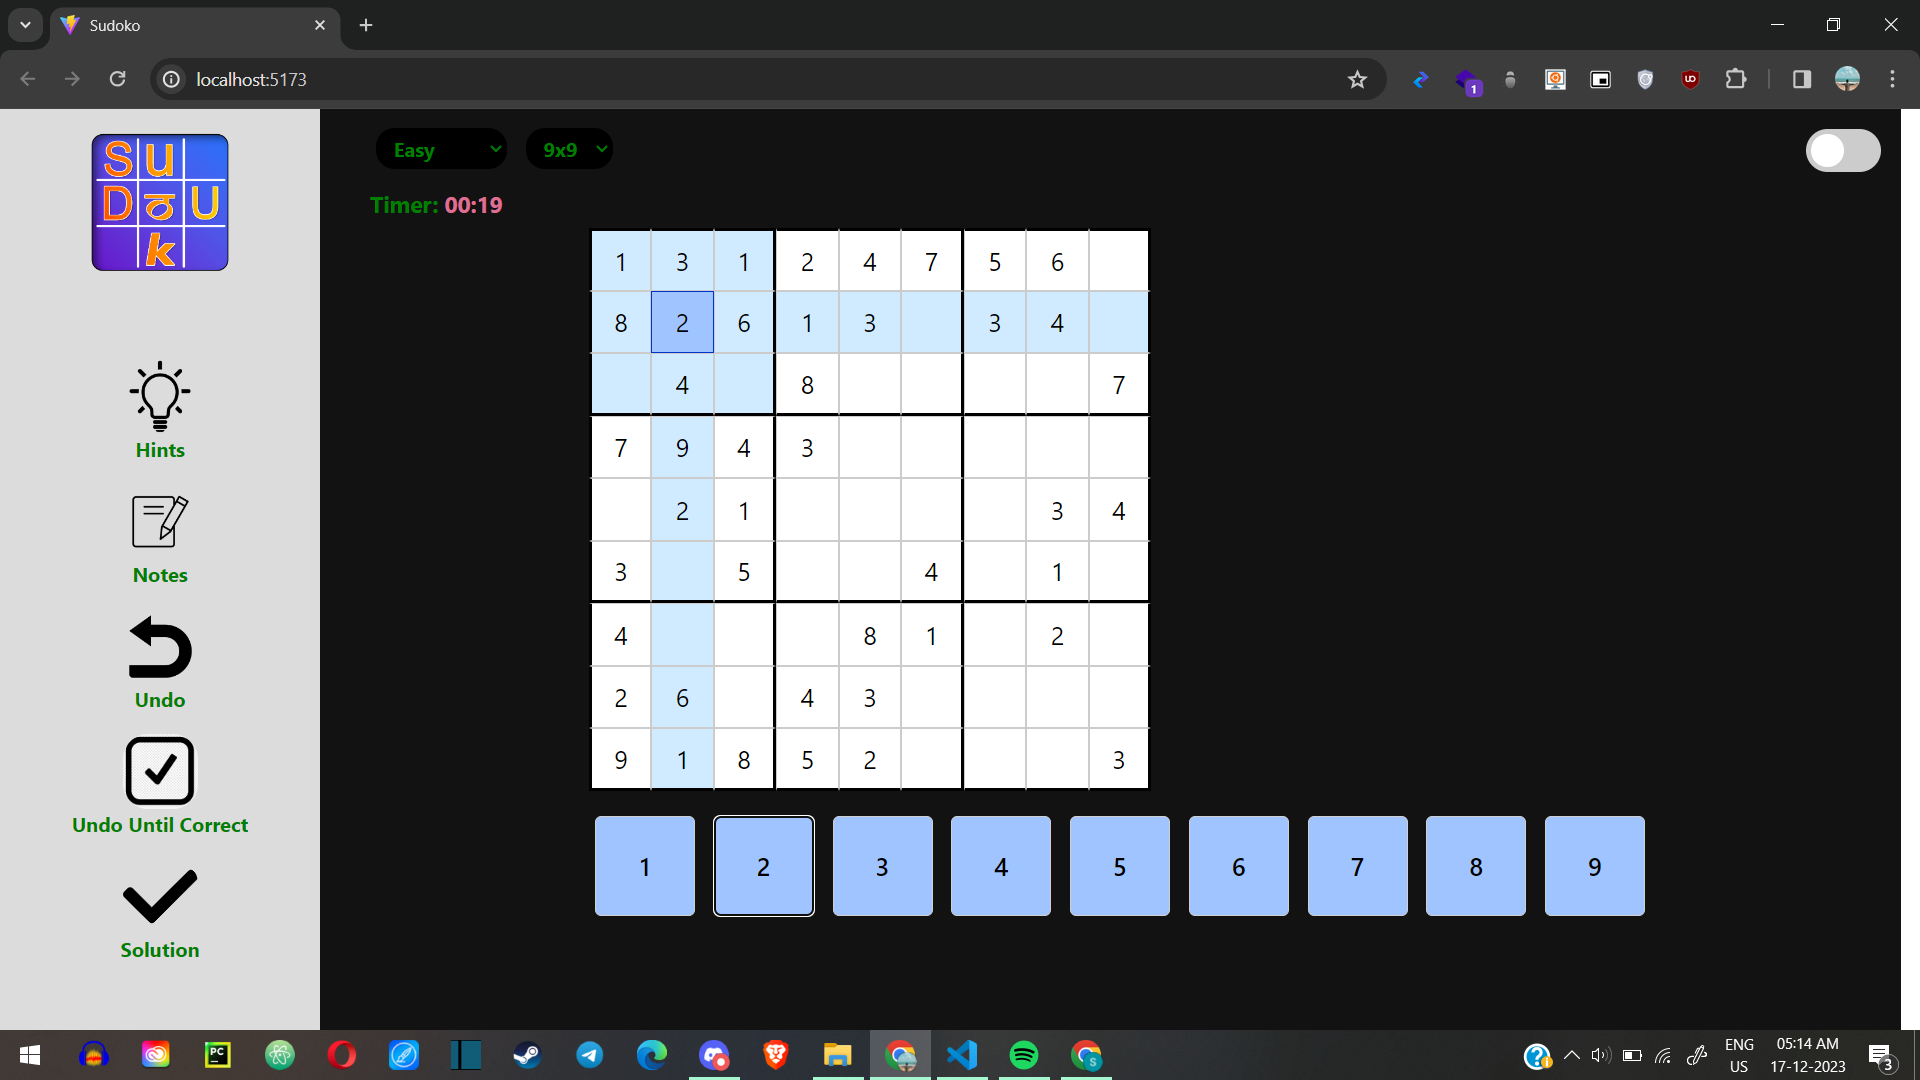 Sudoko
localhost:5173
1
S u
D ठ U
k
Easy 9x9
Timer: 00:19
1 3 1 2 4 7 5 6
8 2 6 1 3 3 4
4 8 7
7 9 4 3
2 1 3 4
3 5 4 1
4 8 1 2
2 6 4 3
9 1 8 5 2 3
1 2 3 4 5 6 7 8 9
Hints
Notes
Undo
Undo Until Correct
Solution
PC
S
ENG
US
05:14 AM
17-12-2023
3